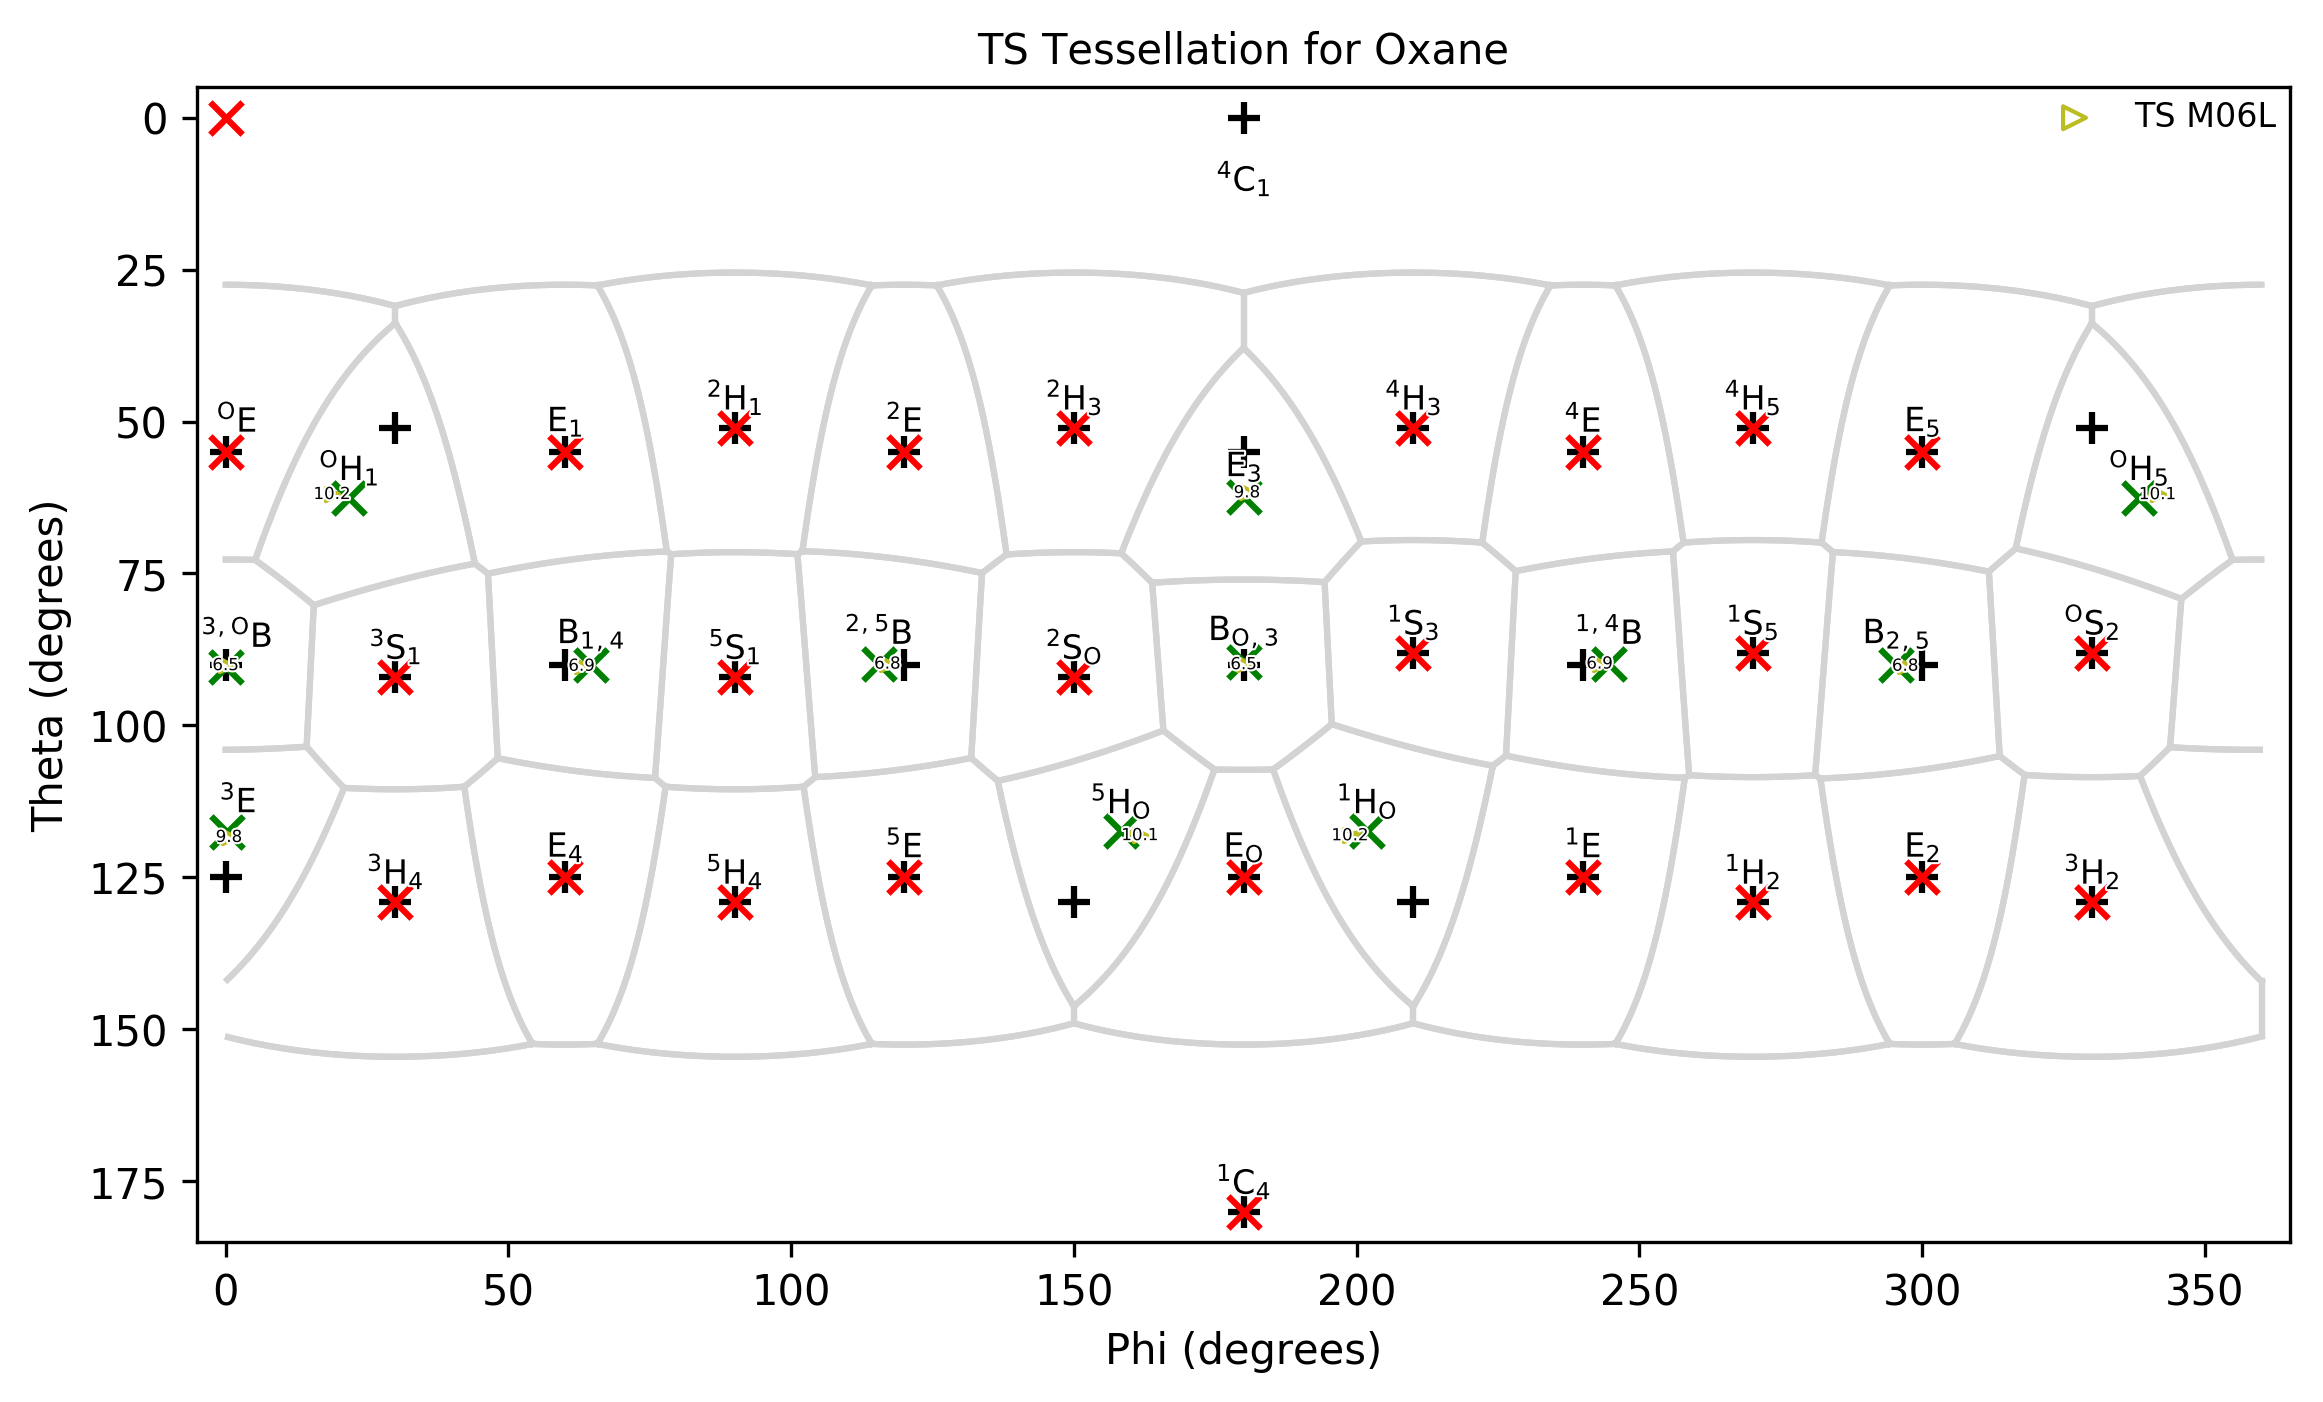 TS Tessellation for Oxane
0
TS M06L
⁴C₁
25
²H₁ ²H₃ ⁴H₃ ⁴H₅
50
ᴼE E₁ ²E ⁴E E₅
ᴼH₁ E₃ ᴼH₅
10.2 9.8 10.1
75
³,ᴼB ³S₁ B₁,₄ ⁵S₁ ²,⁵B ²Sₒ Bₒ,₃ ¹S₃ ¹,⁴B ¹S₅ B₂,₅ ᴼS₂
6.5 6.9 6.8 6.5 6.9 6.8
100
³E ⁵Hₒ ¹Hₒ
9.8 10.1 10.2
125
E₄ ⁵E Eₒ ¹E E₂
³H₄ ⁵H₄ ¹H₂ ³H₂
150
175
¹C₄
0 50 100 150 200 250 300 350
Theta (degrees)
Phi (degrees)